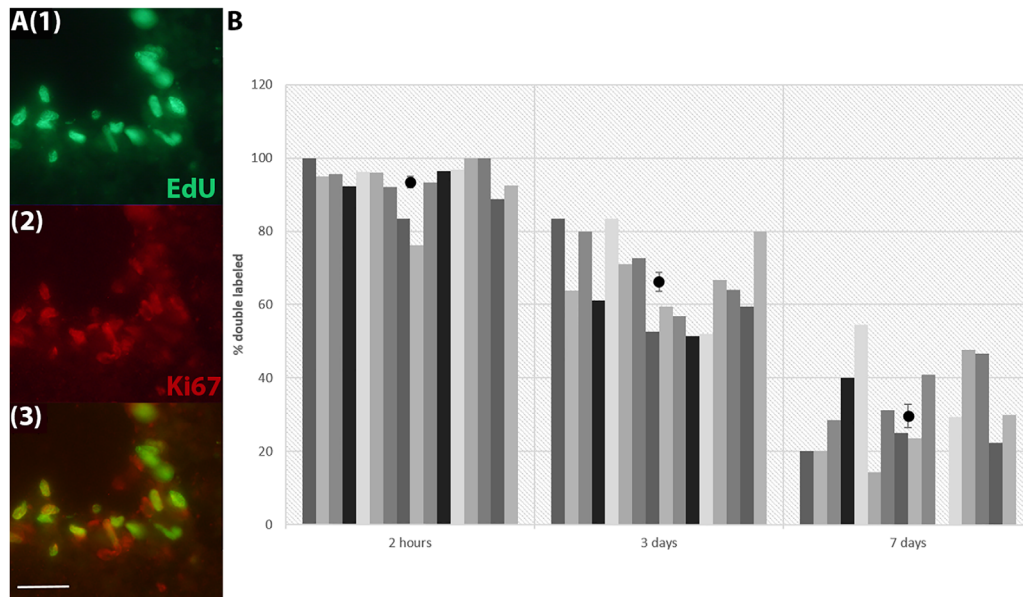 A(1)
EdU
(2)
Ki67
(3)
B
120
100
80
60
40
20
0
% double labeled
2 hours
3 days
7 days